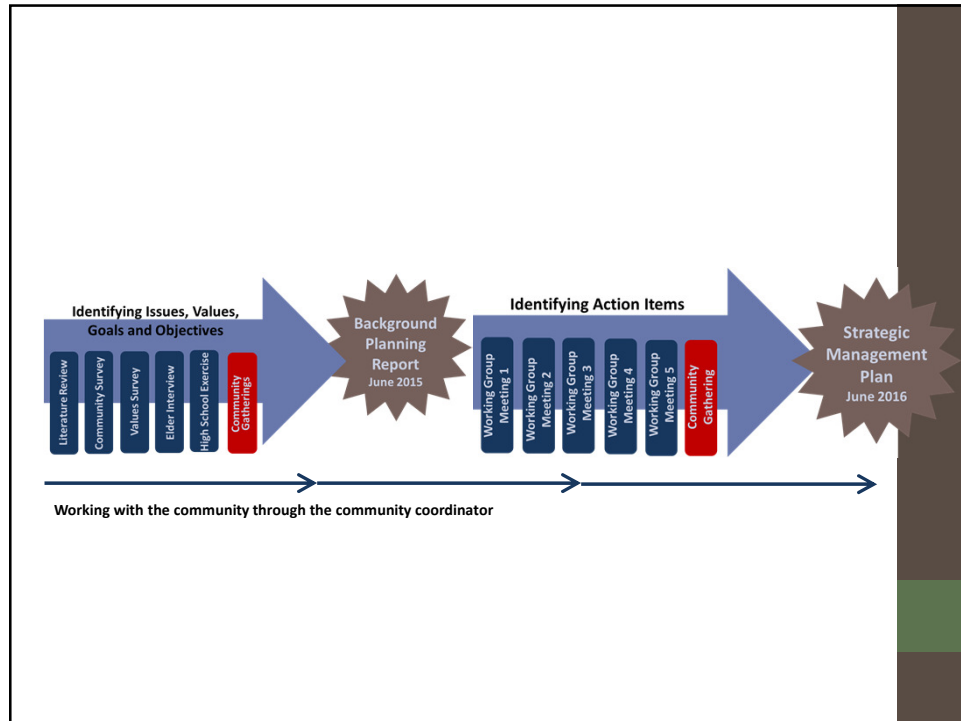 Identifying Issues, Values,
Goals and Objectives
Literature Review
Community Survey
Values Survey
Elder Interview
High School Exercise
Community
Gatherings
Background
Planning
Report
June 2015
Identifying Action Items
Working Group
Meeting 1
Working Group
Meeting 2
Working Group
Meeting 3
Working Group
Meeting 4
Working Group
Meeting 5
Community
Gathering
Strategic
Management
Plan
June 2016
Working with the community through the community coordinator